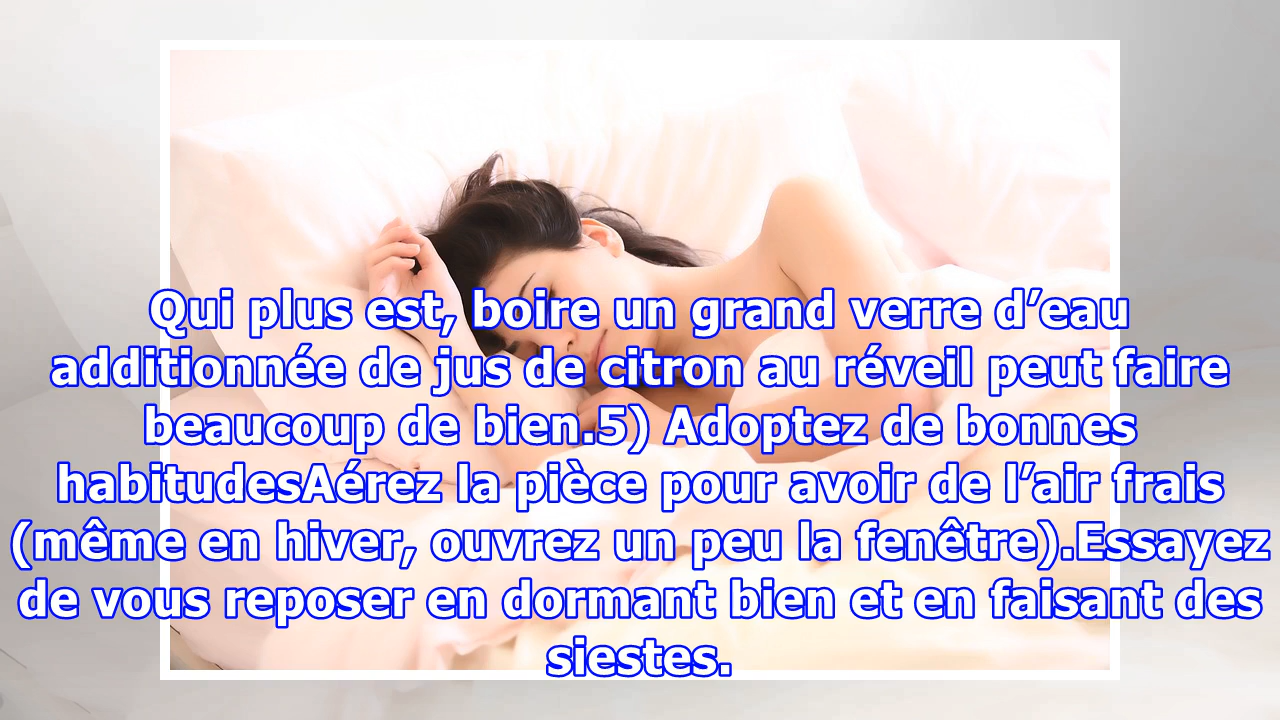 Qui plus est, boire un grand verre d’eau
additionnée de jus de citron au réveil peut faire
beaucoup de bien.5) Adoptez de bonnes
habitudesAérez la pièce pour avoir de l’air frais
(même en hiver, ouvrez un peu la fenêtre).Essayez
de vous reposer en dormant bien et en faisant des
siestes.